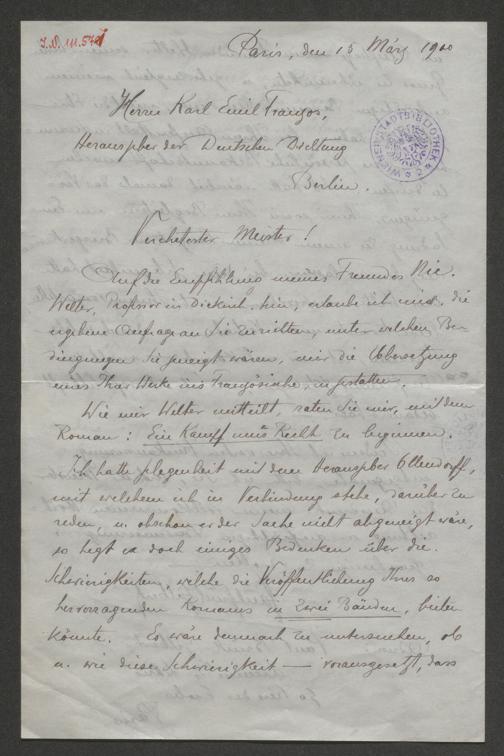 J.N. 111.547
Paris, den 15 März 1900
Herrn Karl Emil Franzos,
Herausgeber der Deutschen Dichtung
Berlin.
WIENER STADTBIBLIOTHEK
Verehrtester Meister!
Auf die Empfehlung meines Freundes Nic.
Welter, Professor in Diekirch, hin, erlaube ich mir, die
ergebene Anfrage an Sie zu richten, unter welchen Be-
dingungen Sie geneigt wären, mir die Übersetzung
eines Ihrer Werke ins Französische, zu gestatten.
Wie mir Welter mitteilt, raten Sie mir, mit dem
Roman: Ein Kampf ums Recht zu beginnen.
Ich hatte Gelegenheit mit dem Herausgeber Ollendorff,
mit welchem ich in Verbindung stehe, darüber zu
reden, u. obschon er der Sache nicht abgeneigt wäre,
so hegt er doch einiges Bedenken über die
Schwierigkeiten, welche die Veröffentlichung Ihres so
hervorragenden Romans in zwei Bänden, bieten
könnte. Es wäre demnach zu untersuchen, ob
u. wie diese Schwierigkeit — vorausgesetzt, dass